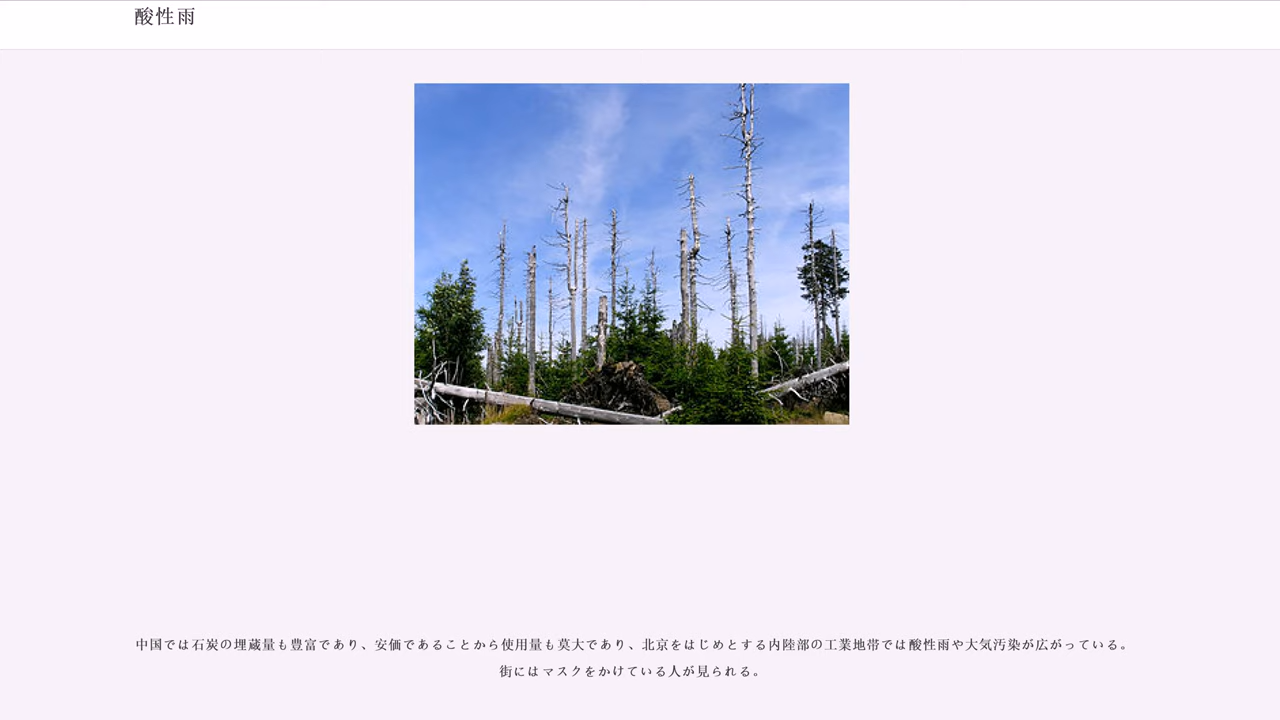 酸性雨
中国では石炭の埋蔵量も豊富であり、安価であることから使用量も莫大であり、北京をはじめとする内陸部の工業地帯では酸性雨や大気汚染が広がっている。
街にはマスクをかけている人が見られる。